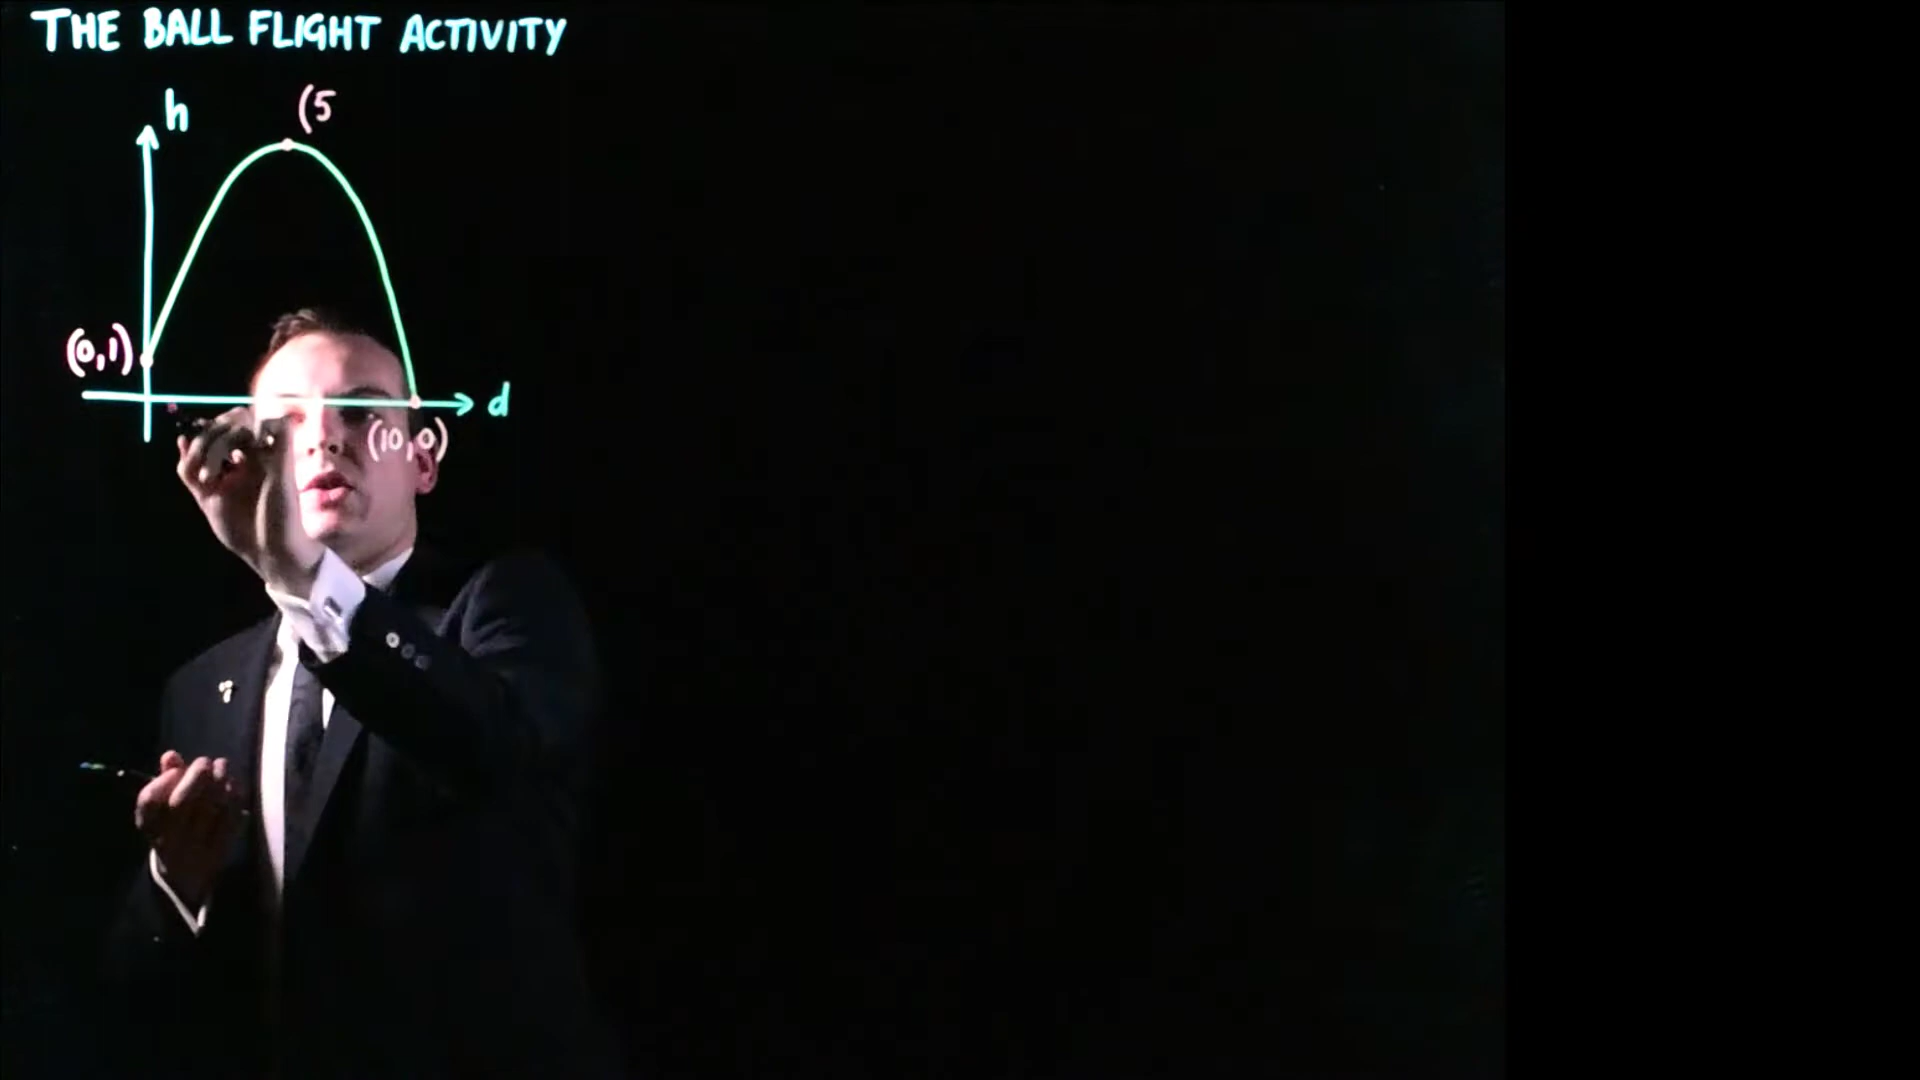 THE BALL FLIGHT ACTIVITY
h
(5
(0,1)
d
(10,0)